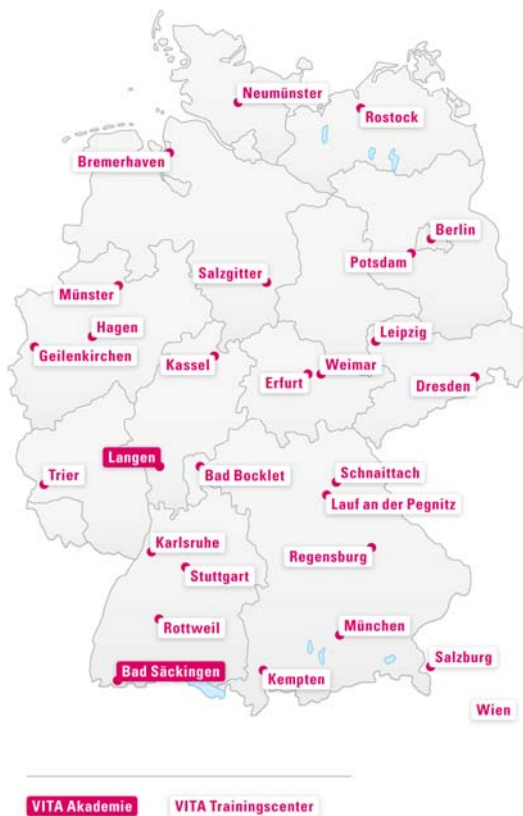 Neumünster
Rostock
Bremerhaven
Berlin
Potsdam
Salzgitter
Münster
Hagen
Leipzig
Geilenkirchen
Kassel
Weimar
Erfurt
Dresden
Langen
Trier
Bad Bocklet
Schnaittach
Lauf an der Pegnitz
Karlsruhe
Regensburg
Stuttgart
Rottweil
München
Salzburg
Bad Säckingen
Kempten
Wien
VITA Akademie
VITA Trainingscenter